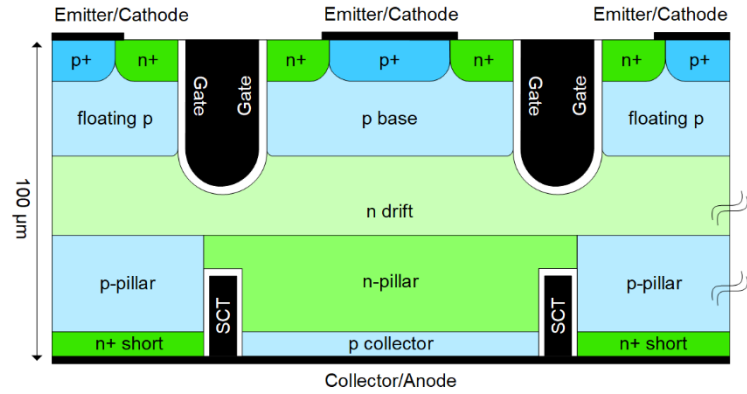 Emitter/Cathode
Emitter/Cathode
Emitter/Cathode
p+
n+
Gate
Gate
n+
p+
n+
Gate
Gate
n+
p+
floating p
p base
floating p
100 µm
n drift
p-pillar
n-pillar
p-pillar
SCT
SCT
n+ short
p collector
n+ short
Collector/Anode